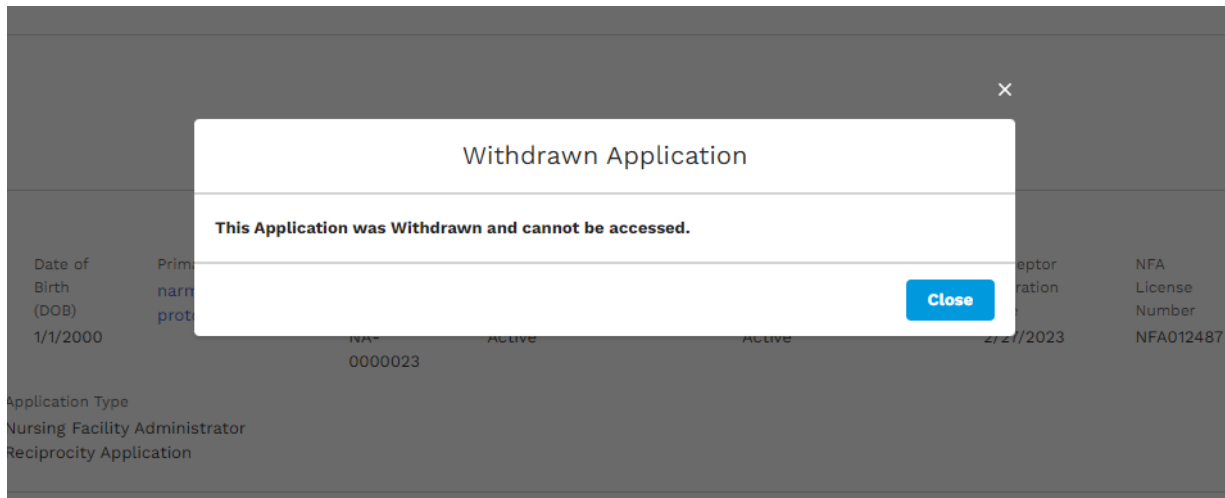 ×
Withdrawn Application
This Application was Withdrawn and cannot be accessed.
Close
Date of
Birth
(DOB)
1/1/2000
NA-
0000023
Active
Active
2/27/2023
NFA
License
Number
NFA012487
Application Type
Nursing Facility Administrator
Reciprocity Application